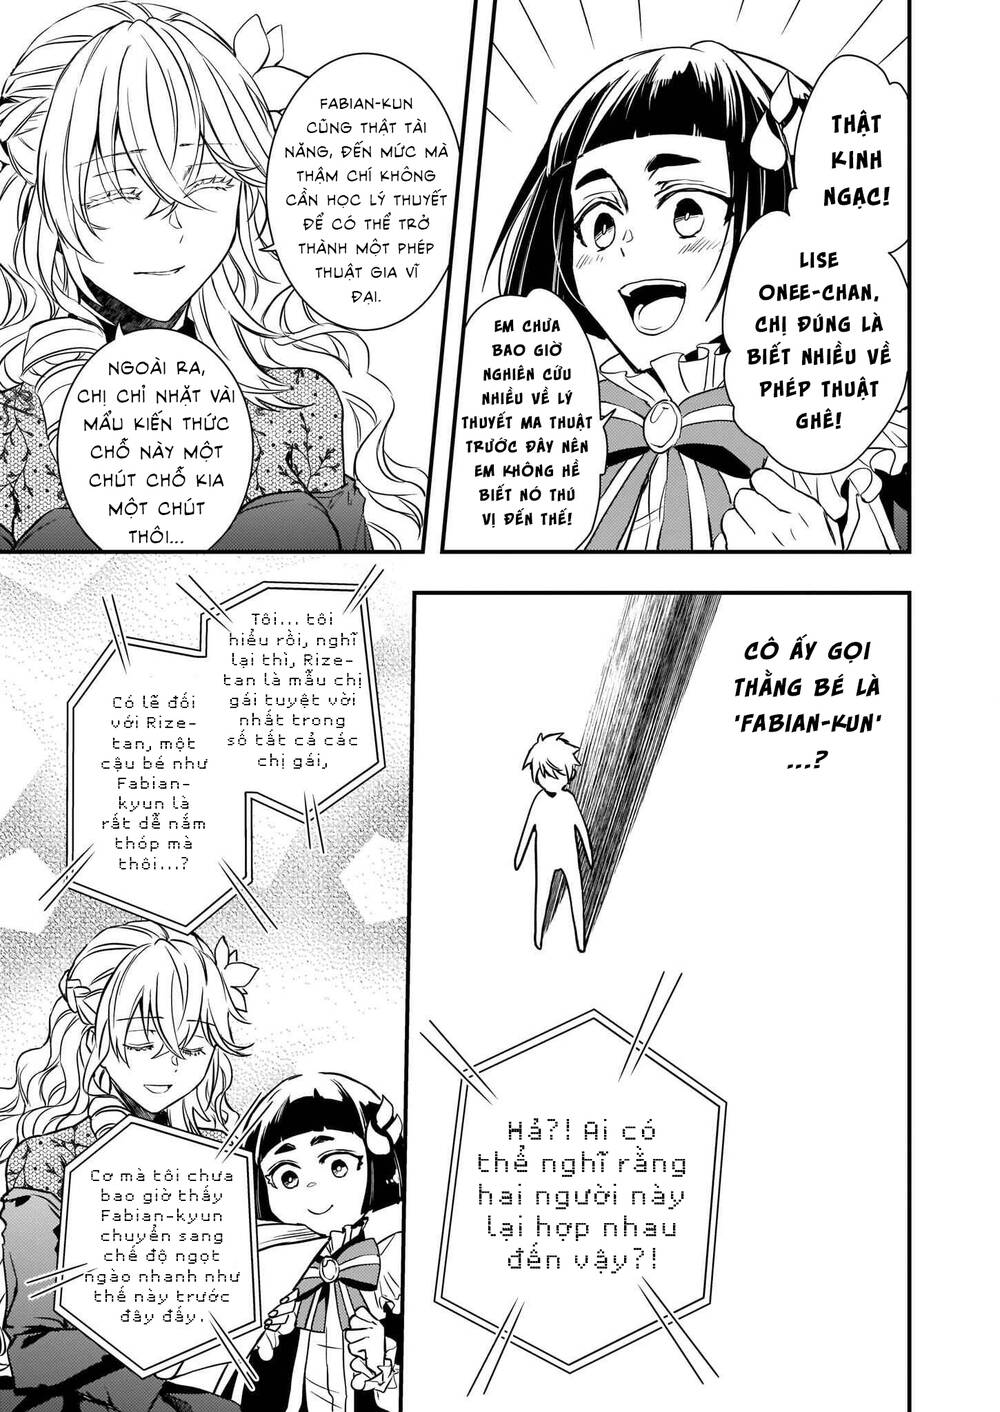 THẬT
KINH
NGẠC!
LISE
ONEE-CHAN,
CHỊ ĐÚNG LÀ
BIẾT NHIỀU VỀ
PHÉP THUẬT
GHÊ!
EM CHƯA
BAO GIỜ
NGHIÊN CỨU
NHIỀU VỀ LÝ
THUYẾT MA THUẬT
TRƯỚC ĐÂY NÊN
EM KHÔNG HỀ
BIẾT NÓ THÚ
VỊ ĐẾN THẾ!
FABIAN-KUN
CŨNG THẬT TÀI
NĂNG, ĐẾN MỨC MÀ
THẬM CHÍ KHÔNG
CẦN HỌC LÝ THUYẾT
ĐỂ CÓ THỂ TRỞ
THÀNH MỘT PHÉP
THUẬT GIA VĨ
ĐẠI.
NGOÀI RA,
CHỊ CHỈ NHẶT VÀI
MẨU KIẾN THỨC
CHỖ NÀY MỘT
CHÚT CHỖ KIA
MỘT CHÚT
THÔI...
CÔ ẤY GỌI
THẰNG BÉ LÀ
'FABIAN-KUN'
...?
Hả?! Ai có
thể nghĩ rằng
hai người này
lại hợp nhau
đến vậy?!
Tôi... tôi
hiểu rồi, nghĩ
lại thì, Rize-
tan là mẫu chị
gái tuyệt vời
nhất trong
số tất cả các
chị gái,
Có lẽ đối
với Rize-
tan, một
cậu bé như
Fabian-
kyun là
rất dễ nắm
thóp mà
thôi...?
Cơ mà tôi chưa
bao giờ thấy
Fabian-kyun
chuyển sang
chế độ ngọt
ngào nhanh như
thế này trước
đây đấy.